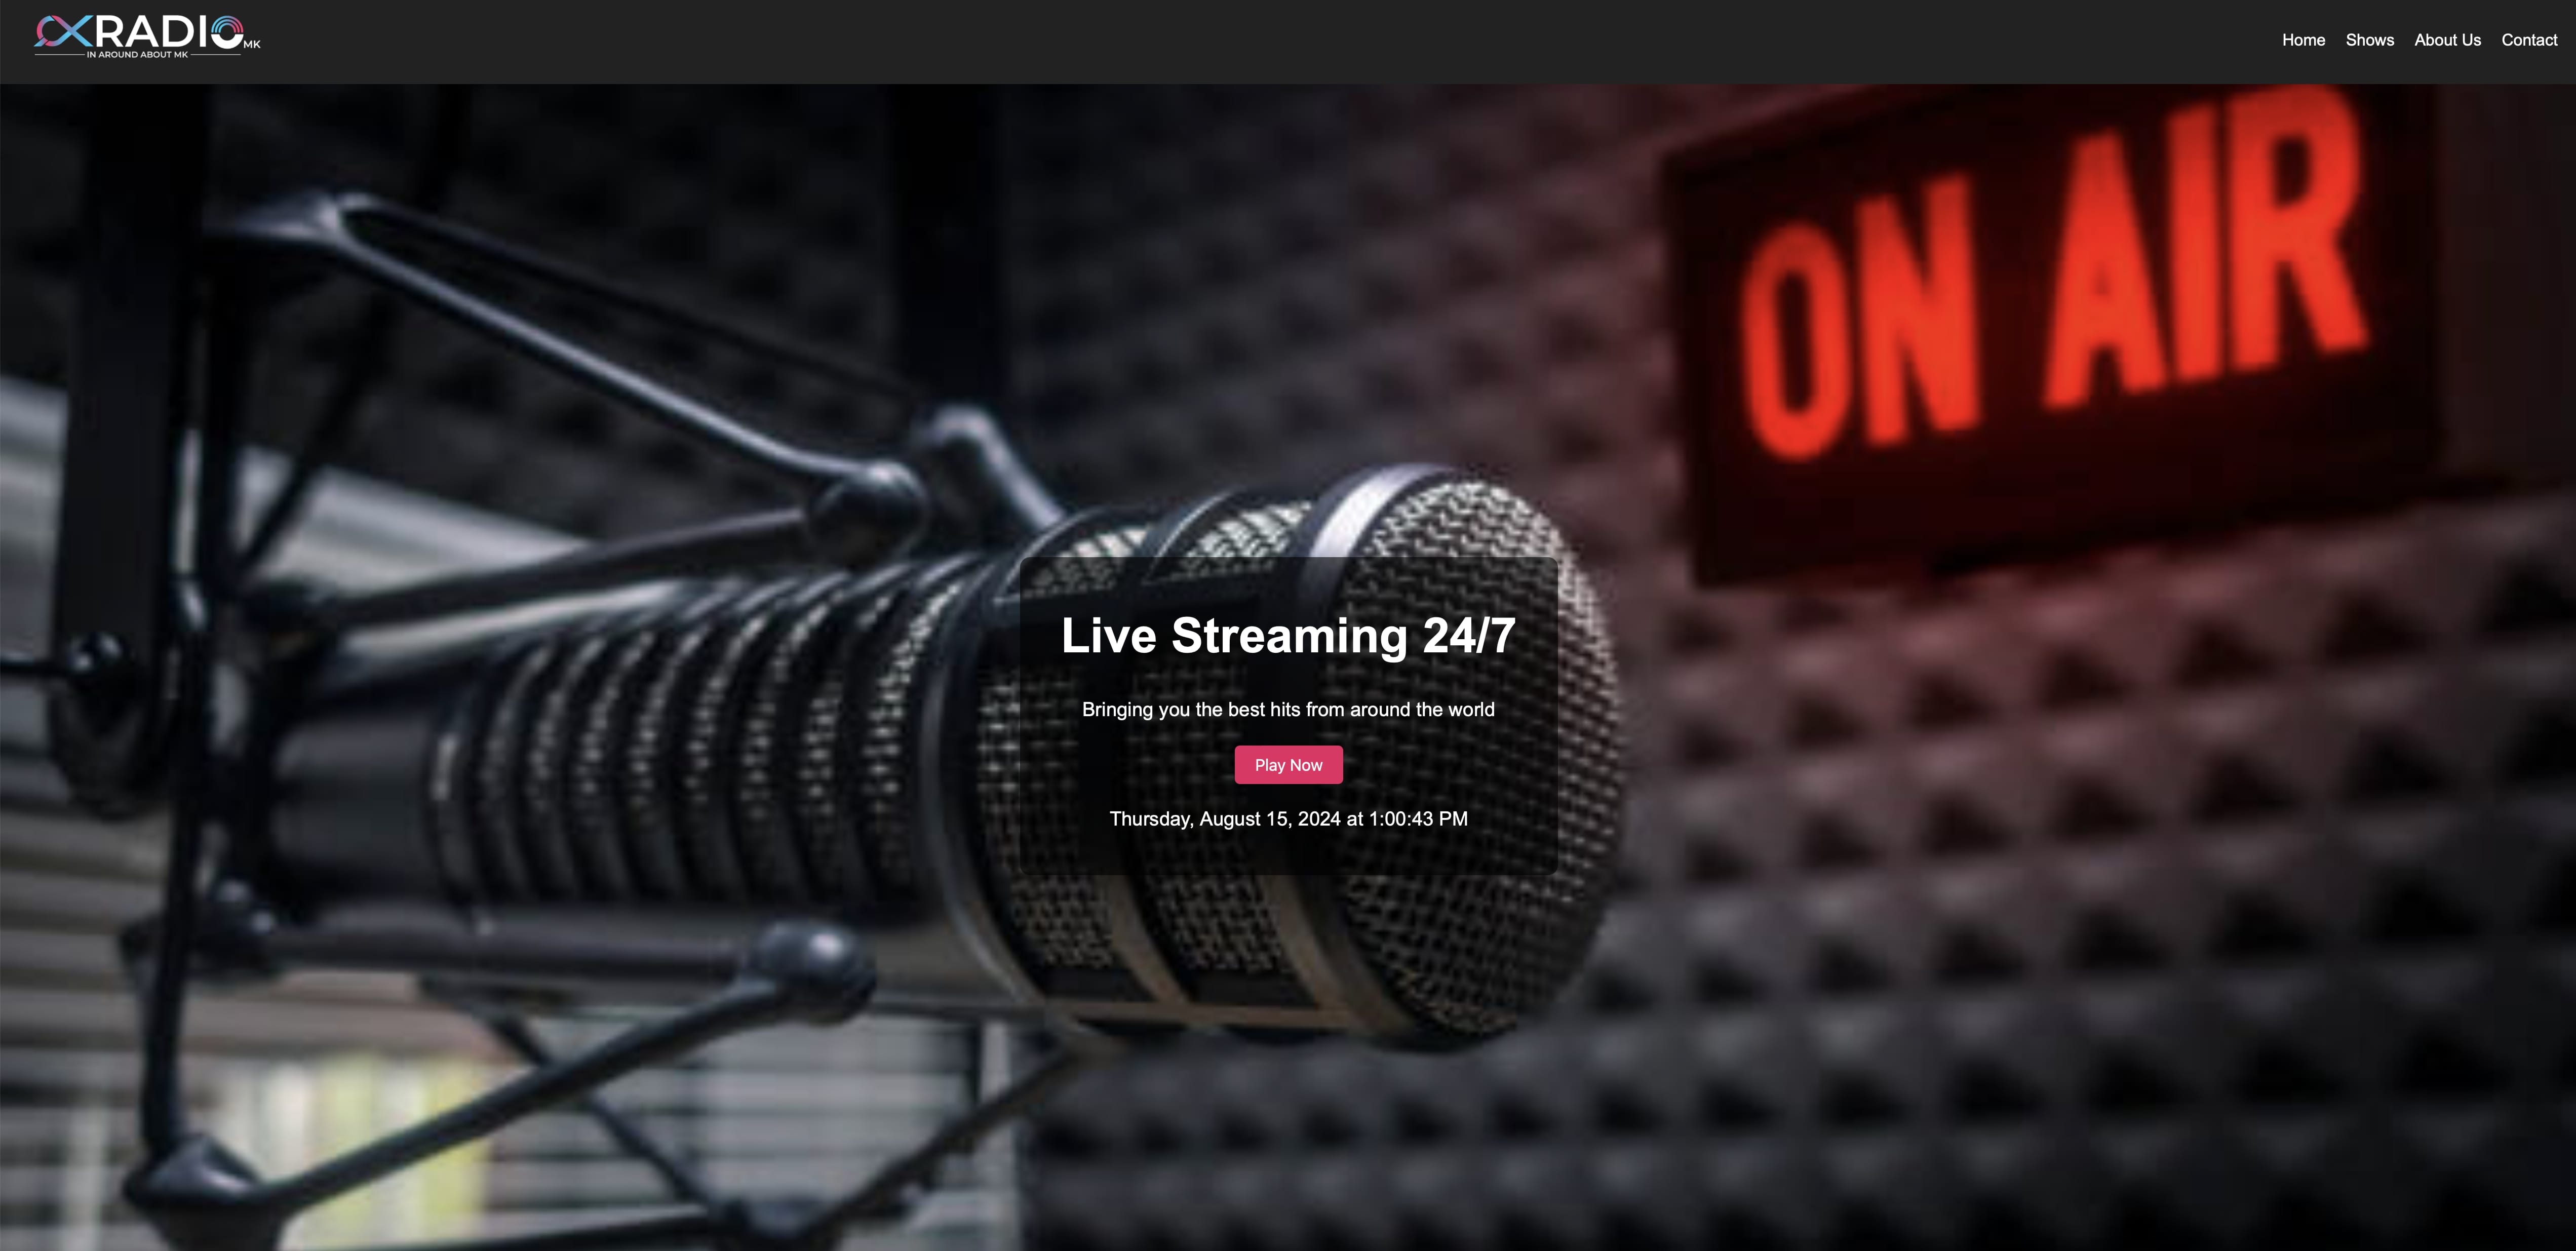 CXRADIO MK
IN AROUND ABOUT MK
Home Shows About Us Contact
ON AIR
Live Streaming 24/7
Bringing you the best hits from around the world
Play Now
Thursday, August 15, 2024 at 1:00:43 PM